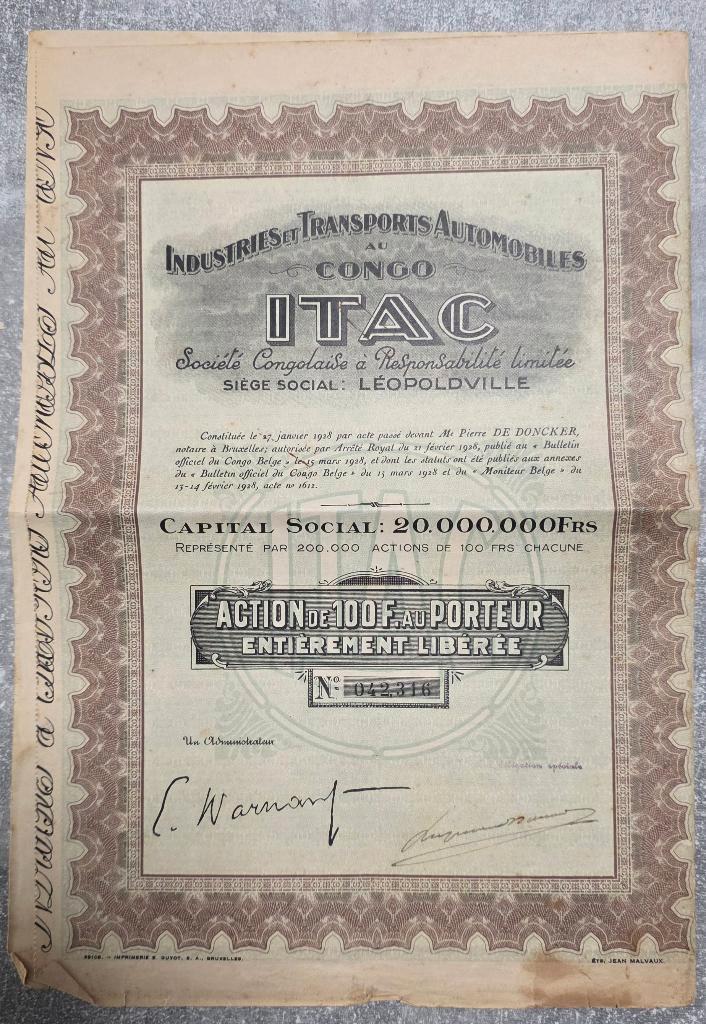 INDUSTRIES ET TRANSPORTS AUTOMOBILES
AU
CONGO
ITAC
Société Congolaise à Responsabilité limitée
SIÈGE SOCIAL: LÉOPOLDVILLE
Constituée le 27 janvier 1928 par acte passé devant Me Pierre DE DONCKER,
notaire à Bruxelles; autorisée par Arrêté Royal du 21 février 1928, publié au « Bulletin
officiel du Congo Belge » le 15 mars 1928, et dont les statuts ont été publiés aux annexes
du « Bulletin officiel du Congo Belge » du 15 mars 1928 et du « Moniteur Belge » du
13-14 février 1928, acte no 1612.
CAPITAL SOCIAL: 20.000.000 FRS
REPRÉSENTÉ PAR 200.000 ACTIONS DE 100 FRS CHACUNE
ITAC
ACTION DE 100 F. AU PORTEUR
ENTIÈREMENT LIBÉRÉE
No. 042,316
Un Administrateur
spéciale
E. Warnant
IMPRIMERIE E. GUYOT, S. A., BRUXELLES.
ETS. JEAN MALVAUX.